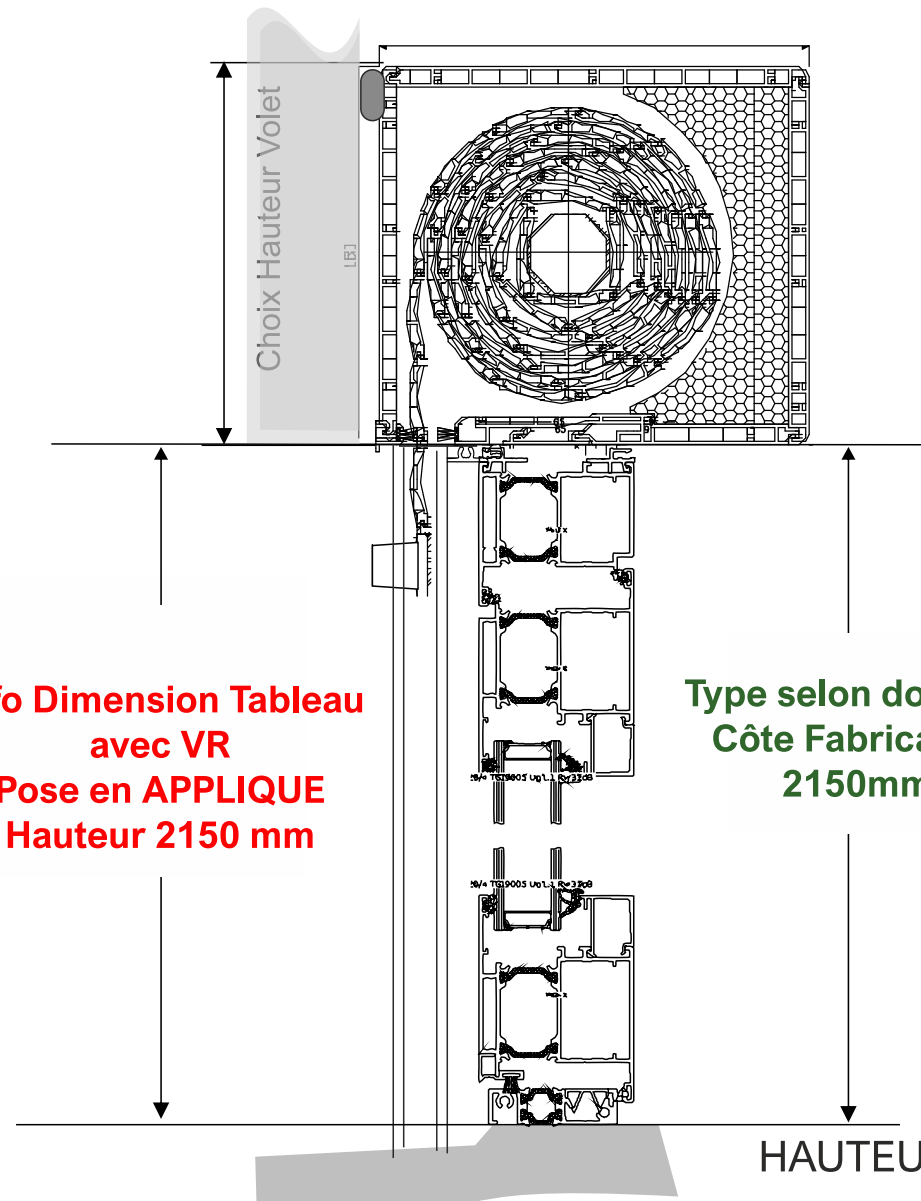 Choix Hauteur Volet
fo Dimension Tableau
avec VR
Pose en APPLIQUE
Hauteur 2150 mm
Type selon do
Côte Fabrica
2150mm
HAUTEU
65